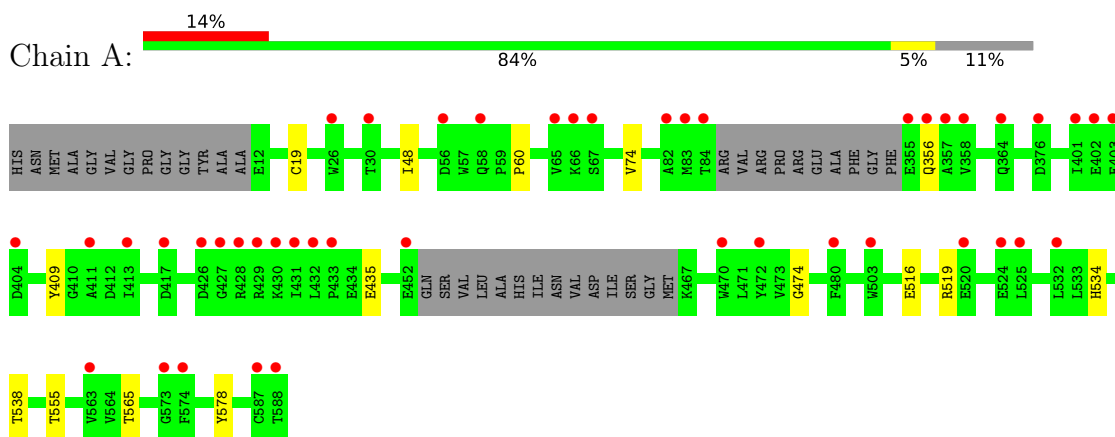 14%
Chain A:
84% 5% 11%
HIS ASN MET ALA GLY VAL GLY PRO GLY GLY TYR ALA ALA E12 C19 W26 T30 I48 D56 W57 Q58 P59 P60 V65 K66 S67 V74 A82 M83 T84 ARG VAL ARG PRO ARG GLU ALA PHE GLY PHE E355 Q356 A357 V358 Q364 D376 I401 E402 E403
D404 Y409 G410 A411 D412 I413 D417 D426 G427 R428 R429 K430 I431 L432 P433 E434 E435 E452 GLN SER VAL LEU ALA HIS ILE ASN VAL ASP ILE SER GLY MET K467 W470 L471 Y472 V473 G474 F480 W503 E516 R519 E520 E524 L525 L532 L533 H534
T538 T555 V563 V564 T565 G573 F574 Y578 C587 T588